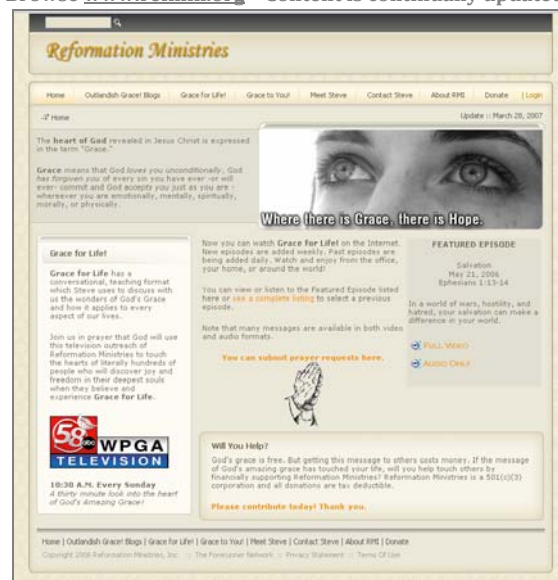 Reformation Ministries
Home
Outlandish Grace! Blogs
Grace for Life!
Grace to You!
Meet Steve
Contact Steve
About RMI
Donate
| Login
Home
Update :: March 28, 2007
The heart of God revealed in Jesus Christ is expressed
in the term "Grace."
Grace means that God loves you unconditionally, God
has forgiven you of every sin you have ever -or will
ever- commit and God accepts you just as you are -
whereever you are emotionally, mentally, spiritually,
morally, or physically.
Where there is Grace, there is Hope.
Grace for Life!
Grace for Life has a
conversational, teaching format
which Steve uses to discuss with
us the wonders of God's Grace
and how it applies to every
aspect of our lives.
Join us in prayer that God will use
this television outreach of
Reformation Ministries to touch
the hearts of literally hundreds of
people who will discover joy and
freedom in their deepest souls
when they believe and
experience Grace for Life.
58 abc WPGA
TELEVISION
10:30 A.M. Every Sunday
A thirty minute look into the heart
of God's Amazing Grace!
Now you can watch Grace for Life! on the Internet.
New episodes are added weekly. Past episodes are
being added daily. Watch and enjoy from the office,
your home, or around the world!
You can view or listen to the Featured Episode listed
here or see a complete listing to select a previous
episode.
Note that many messages are available in both video
and audio formats.
You can submit prayer requests here.
FEATURED EPISODE
Salvation
May 21, 2006
Ephesians 1:13-14
In a world of wars, hostility, and
hatred, your salvation can make a
difference in your world.
Full Video
Audio Only
Will You Help?
God's grace is free. But getting this message to others costs money. If the message
of God's amazing grace has touched your life, will you help touch others by
financially supporting Reformation Ministries? Reformation Ministries is a 501(c)(3)
corporation and all donations are tax deductible.
Please contribute today! Thank you.
Home | Outlandish Grace! Blogs | Grace for Life! | Grace to You! | Meet Steve | Contact Steve | About RMI | Donate
Copyright 2006 Reformation Ministries, Inc. :: The Forerunner Network :: Privacy Statement :: Terms Of Use